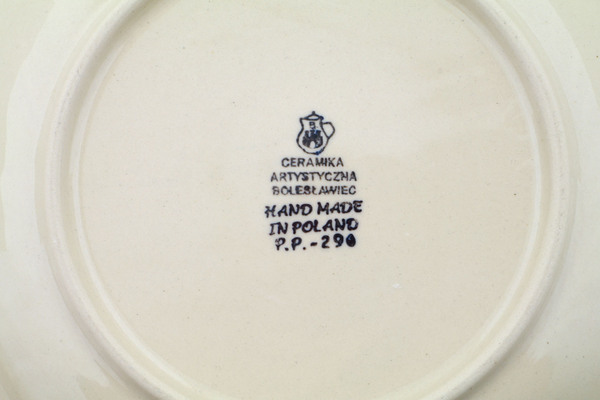 CERAMIKA
ARTYSTYCZNA
BOLESŁAWIEC
HAND MADE
IN POLAND
P.P.-290